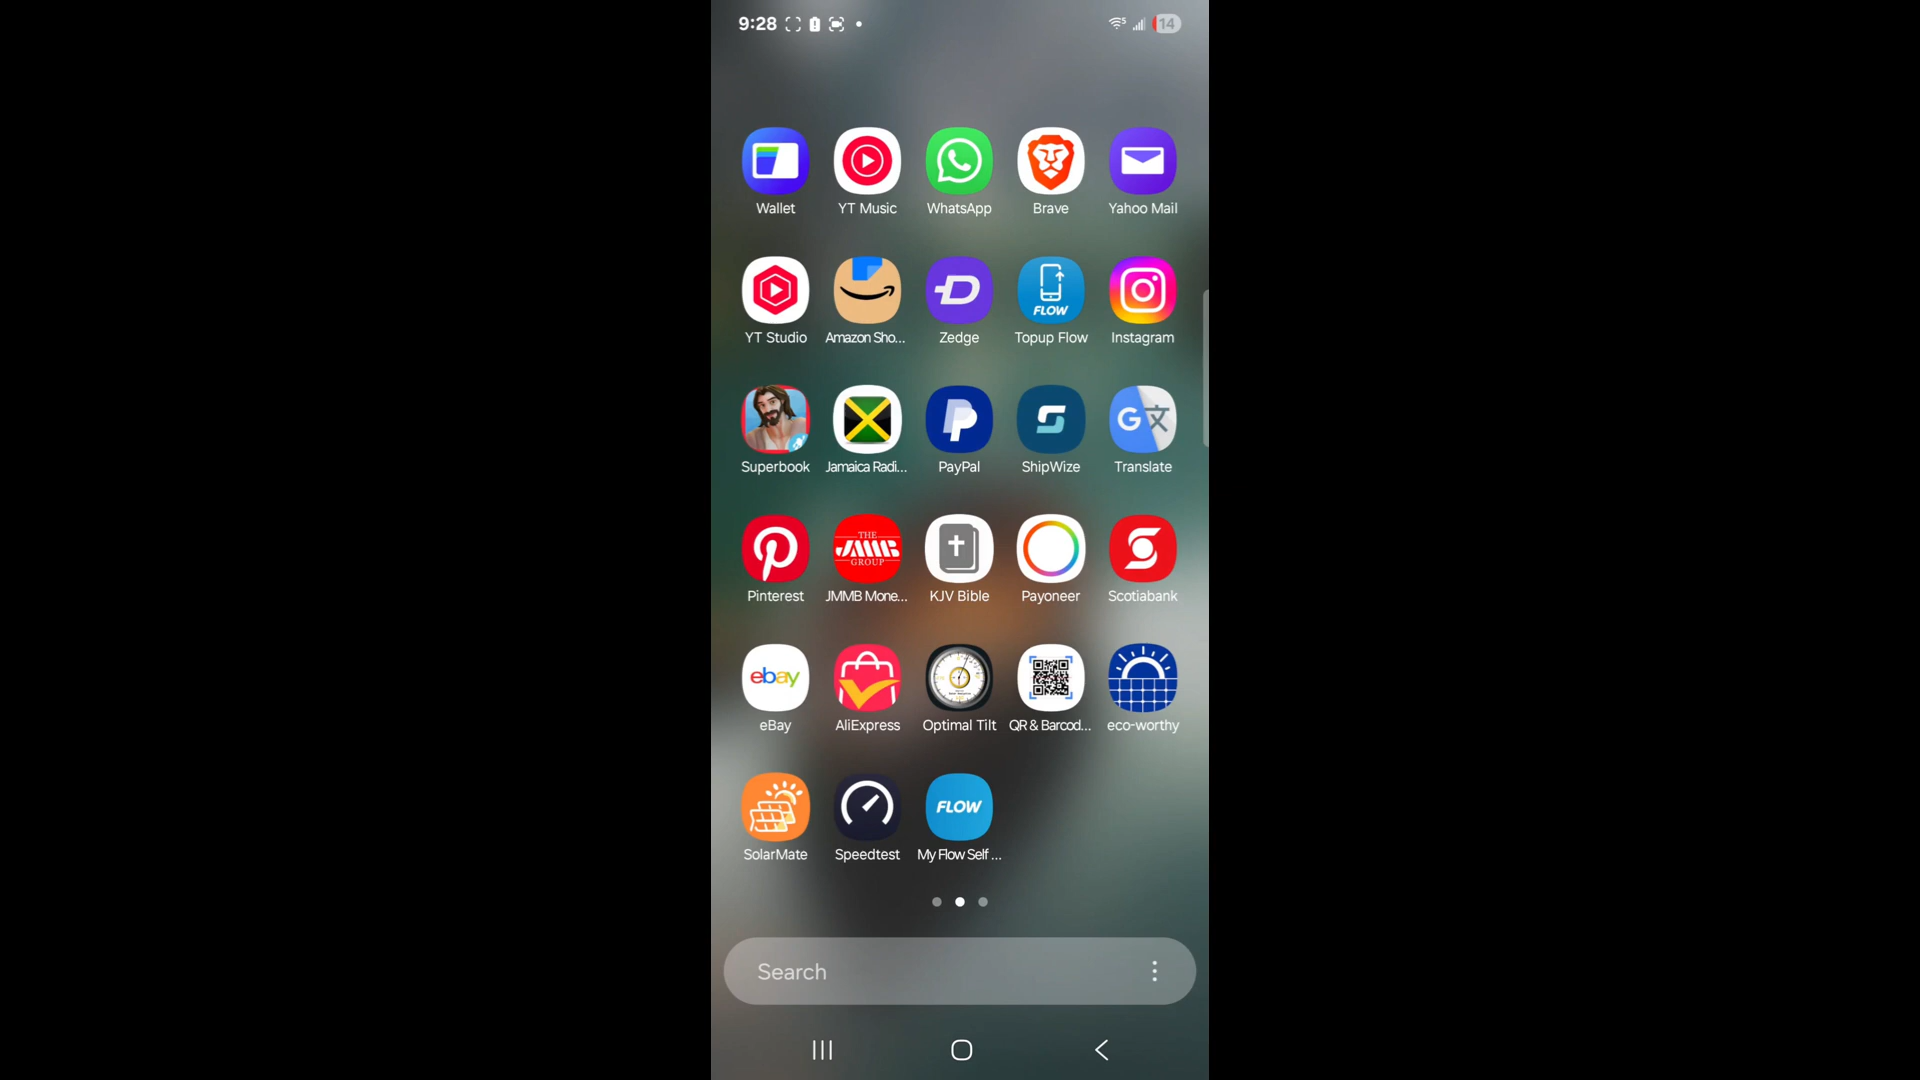 9:28 14
Wallet YT Music WhatsApp Brave Yahoo Mail
FLOW
YT Studio Amazon Sho... Zedge Topup Flow Instagram
G文
Superbook Jamaica Radi... PayPal ShipWize Translate
THE
JMMB
GROUP
Pinterest JMMB Mone... KJV Bible Payoneer Scotiabank
ebay
eBay AliExpress Optimal Tilt QR & Barcod... eco-worthy
FLOW
SolarMate Speedtest My Flow Self ...
Search